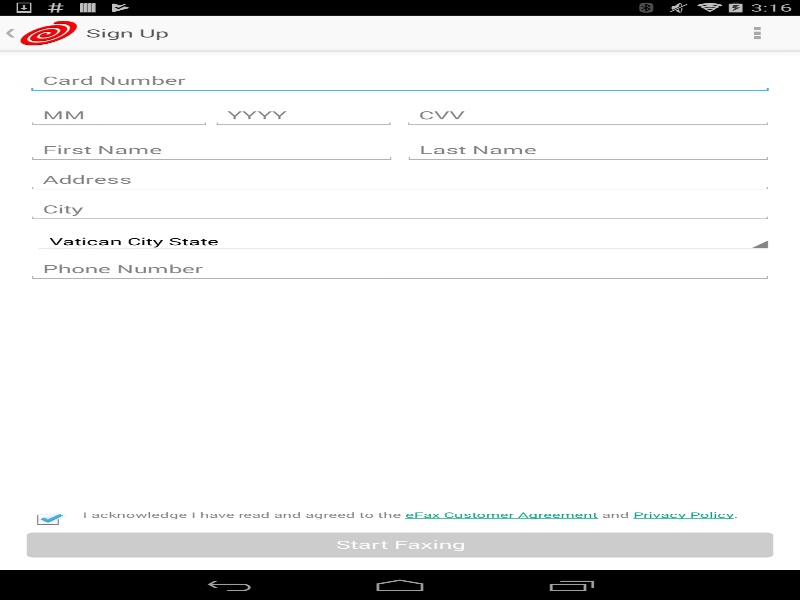 3:16
Sign Up
Card Number
MM YYYY CVV
First Name Last Name
Address
City
Vatican City State
Phone Number
I acknowledge I have read and agreed to the eFax Customer Agreement and Privacy Policy.
Start Faxing